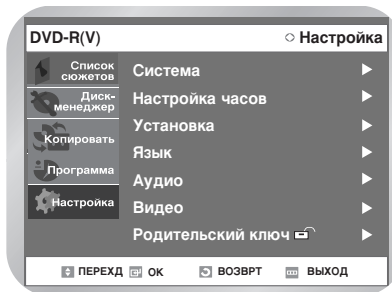 DVD-R(V) Настройка
Список сюжетов
Диск-менеджер
Копировать
Программа
Настройка
Система
Настройка часов
Установка
Язык
Аудио
Видео
Родительский ключ
ПЕРЕХД OK ВОЗВРТ ВЫХОД